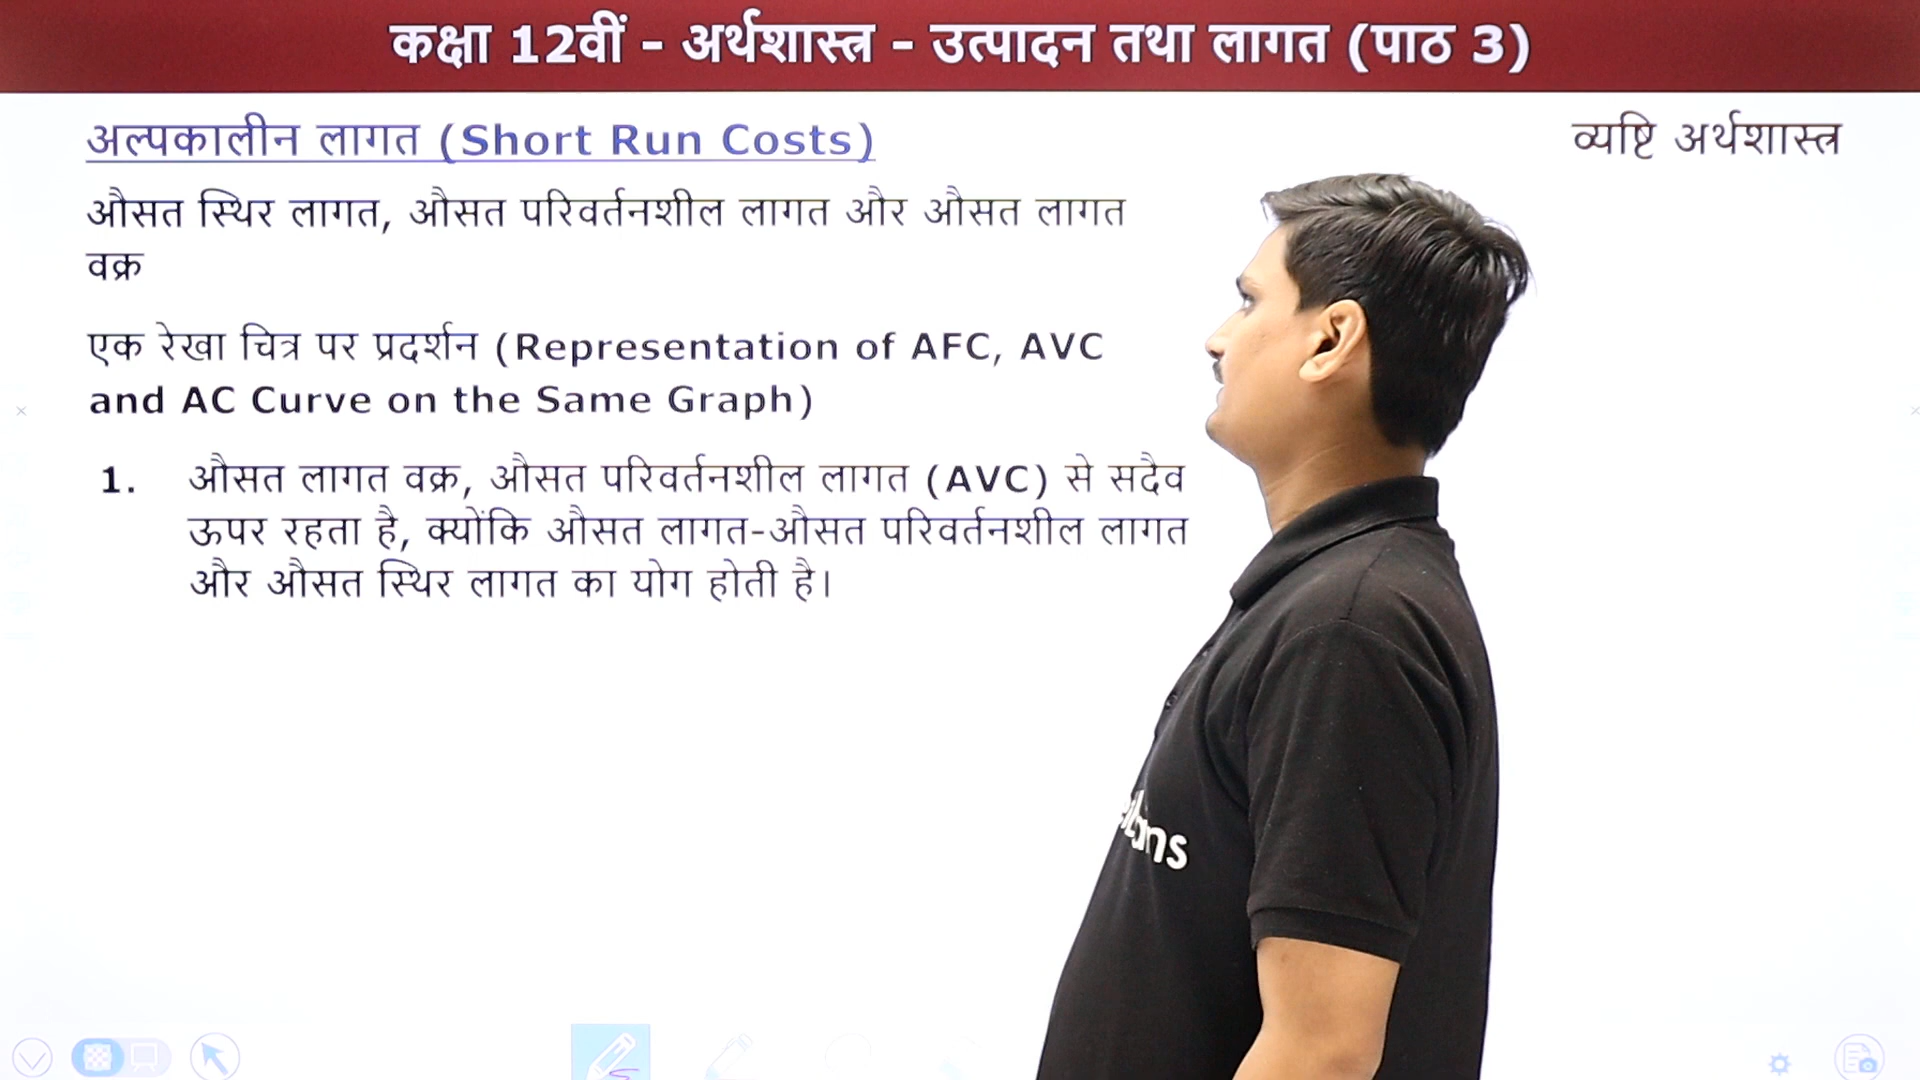 कक्षा 12वीं - अर्थशास्त्र - उत्पादन तथा लागत (पाठ 3)
अल्पकालीन लागत (Short Run Costs)
व्यष्टि अर्थशास्त्र
औसत स्थिर लागत, औसत परिवर्तनशील लागत और औसत लागत
वक्र
एक रेखा चित्र पर प्रदर्शन (Representation of AFC, AVC
and AC Curve on the Same Graph)
1. औसत लागत वक्र, औसत परिवर्तनशील लागत (AVC) से सदैव
ऊपर रहता है, क्योंकि औसत लागत-औसत परिवर्तनशील लागत
और औसत स्थिर लागत का योग होती है।